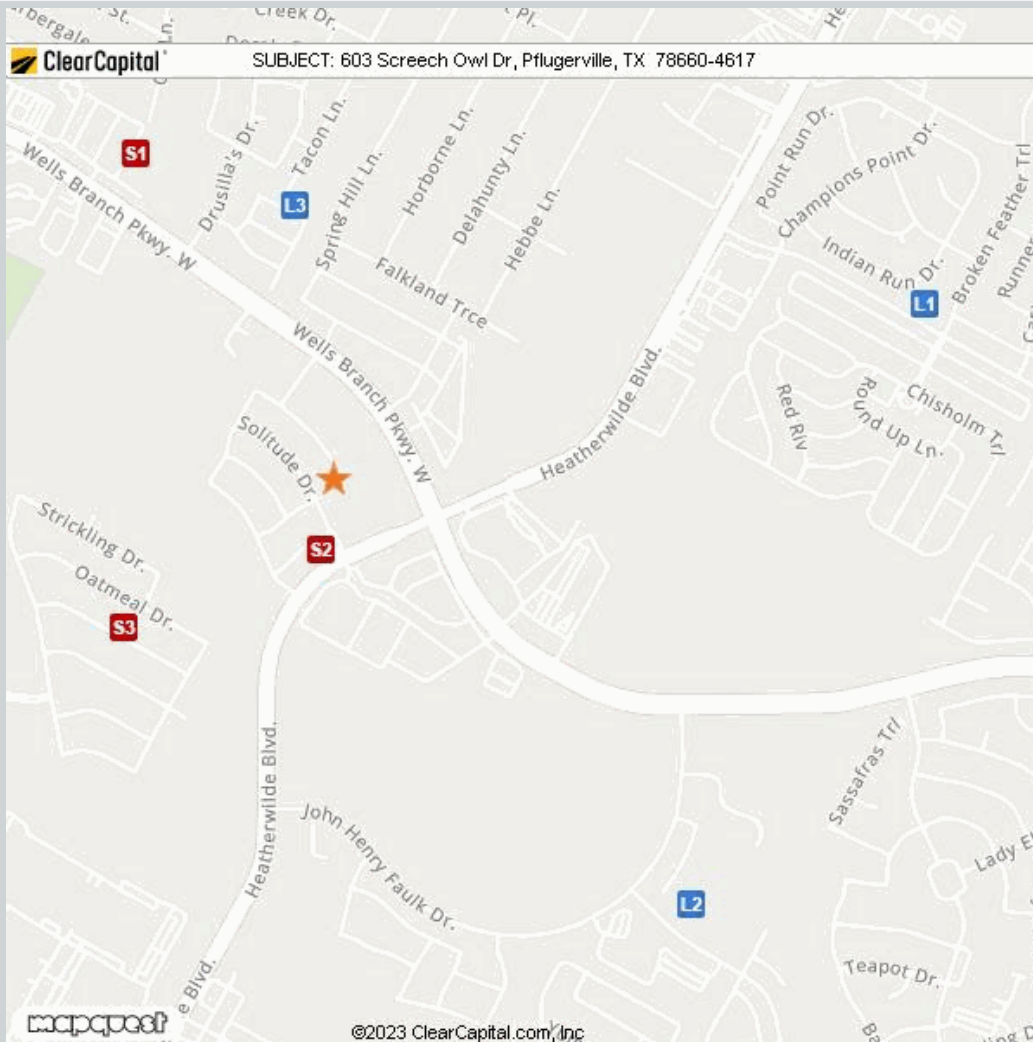 St.
Creek Dr.
Pl.
ClearCapital
SUBJECT: 603 Screech Owl Dr, Pflugerville, TX 78660-4617
Wells Branch Pkwy. W
S1
Drusilla's Dr.
Tacon Ln.
L3
Spring Hill Ln.
Horborne Ln.
Delahunty Ln.
Hebbe Ln.
Falkland Trce
Point Run Dr.
Champions Point Dr.
Indian Run Dr.
Broken Feather Trl
L1
Wells Branch Pkwy. W
Heatherwilde Blvd.
Red Riv
Round Up Ln.
Chisholm Trl
Solitude Dr.
S2
Strickling Dr.
Oatmeal Dr.
S3
Heatherwilde Blvd.
John Henry Faulk Dr.
Sassafras Trl
L2
Teapot Dr.
Blvd.
mapquest
©2023 ClearCapital.com, Inc